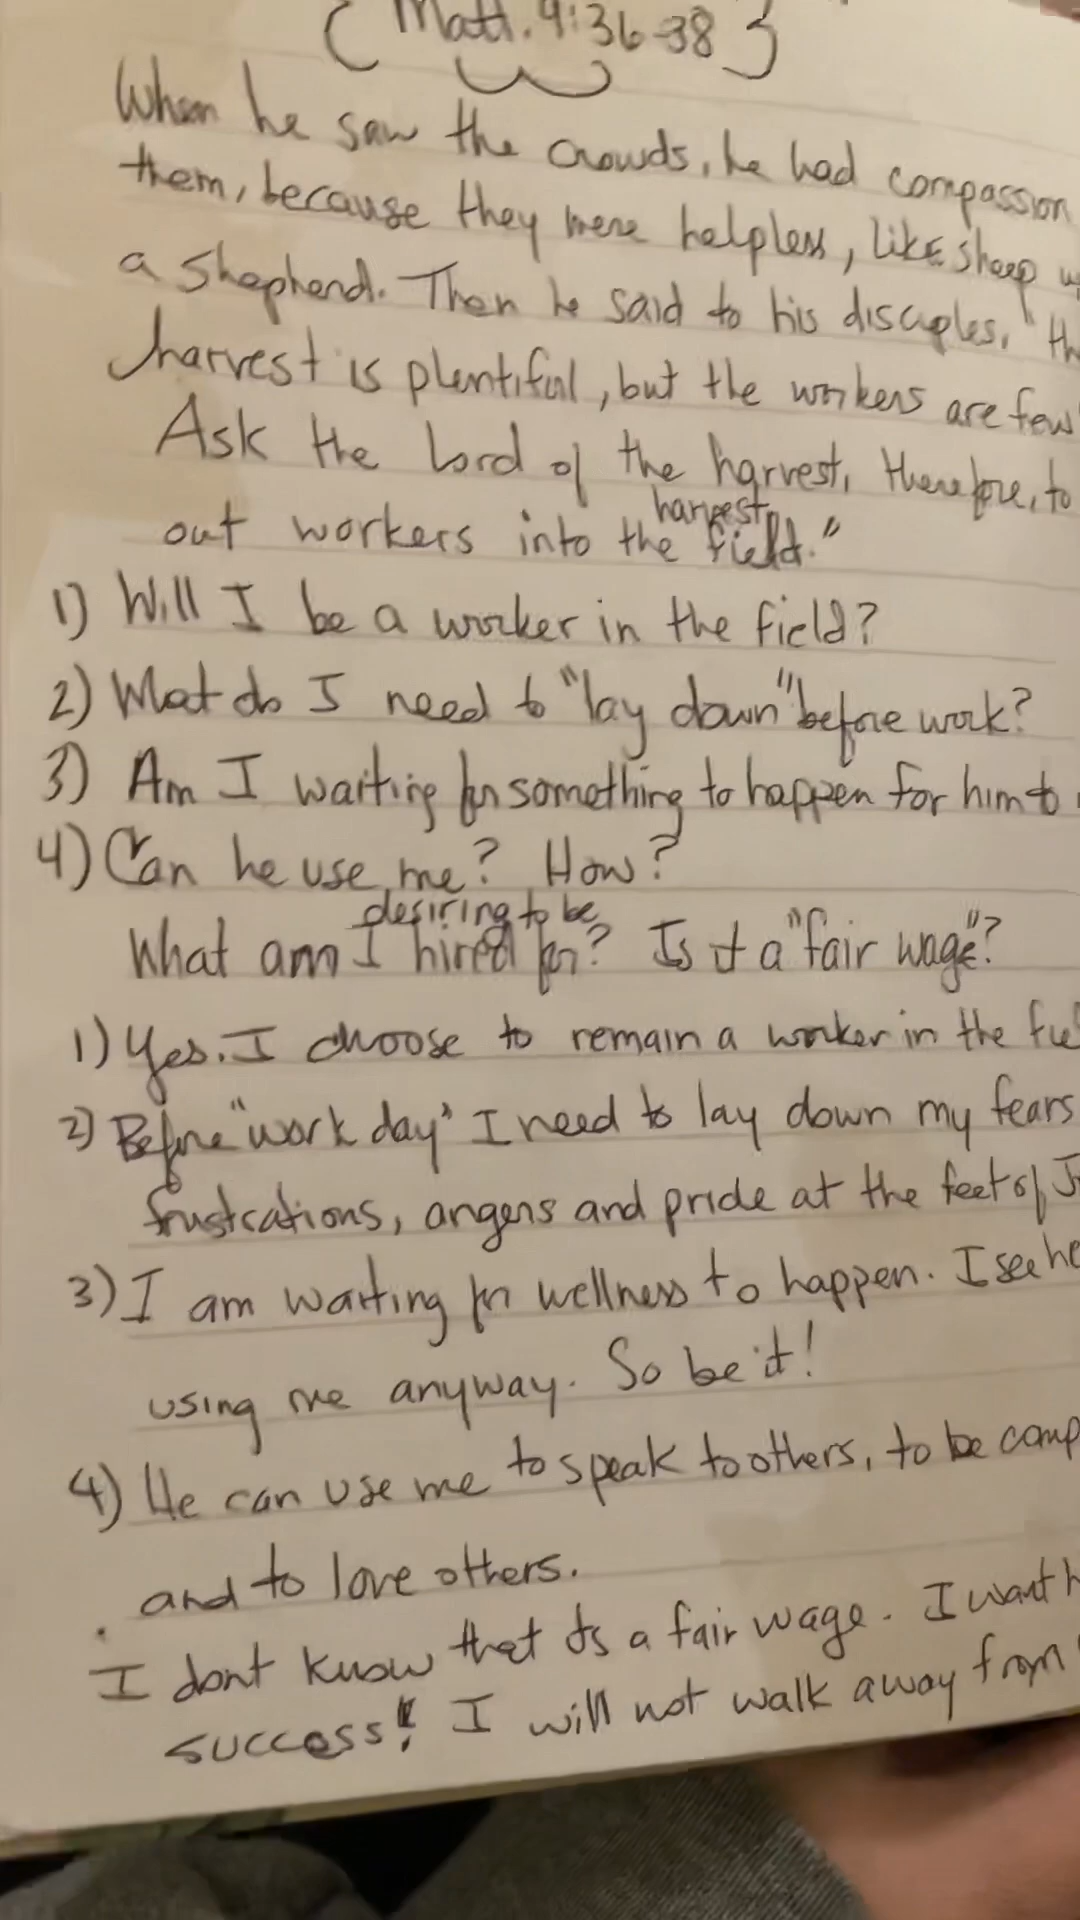 ( Matt. 9:36-38 }
When he saw the crowds, he had compassion
them, because they were helpless, like sheep
a shepherd. Then he said to his disciples, "th
harvest is plentiful, but the workers are few
Ask the Lord of the harvest, therefore, to
harvest
out workers into the field."
1) Will I be a worker in the field?
2) What do I need to "lay down" before work?
3) Am I waiting for something to happen for him to
4) Can he use me? How?
desiring to be
What am I hired for? Is it a "fair wage"?
1) Yes. I choose to remain a worker in the fie
2) Before "work day" I need to lay down my fears
frustrations, angers and pride at the feet of J
3) I am waiting for wellness to happen. I see he
using me anyway. So be it!
4) He can use me to speak to others, to be comp
and to love others.
I dont know that its a fair wage. I want h
success! I will not walk away from